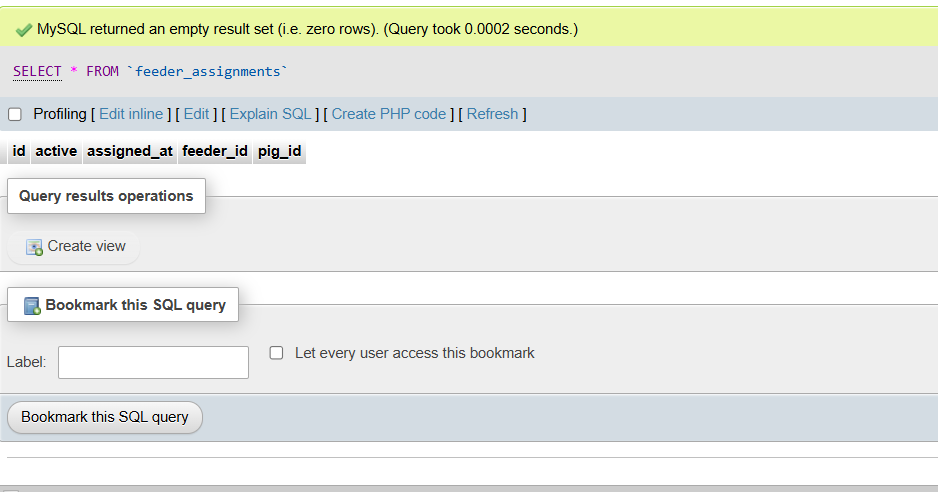 MySQL returned an empty result set (i.e. zero rows). (Query took 0.0002 seconds.)
SELECT * FROM `feeder_assignments`
Profiling [ Edit inline ] [ Edit ] [ Explain SQL ] [ Create PHP code ] [ Refresh ]
id active assigned_at feeder_id pig_id
Query results operations
Create view
Bookmark this SQL query
Label:
Let every user access this bookmark
Bookmark this SQL query